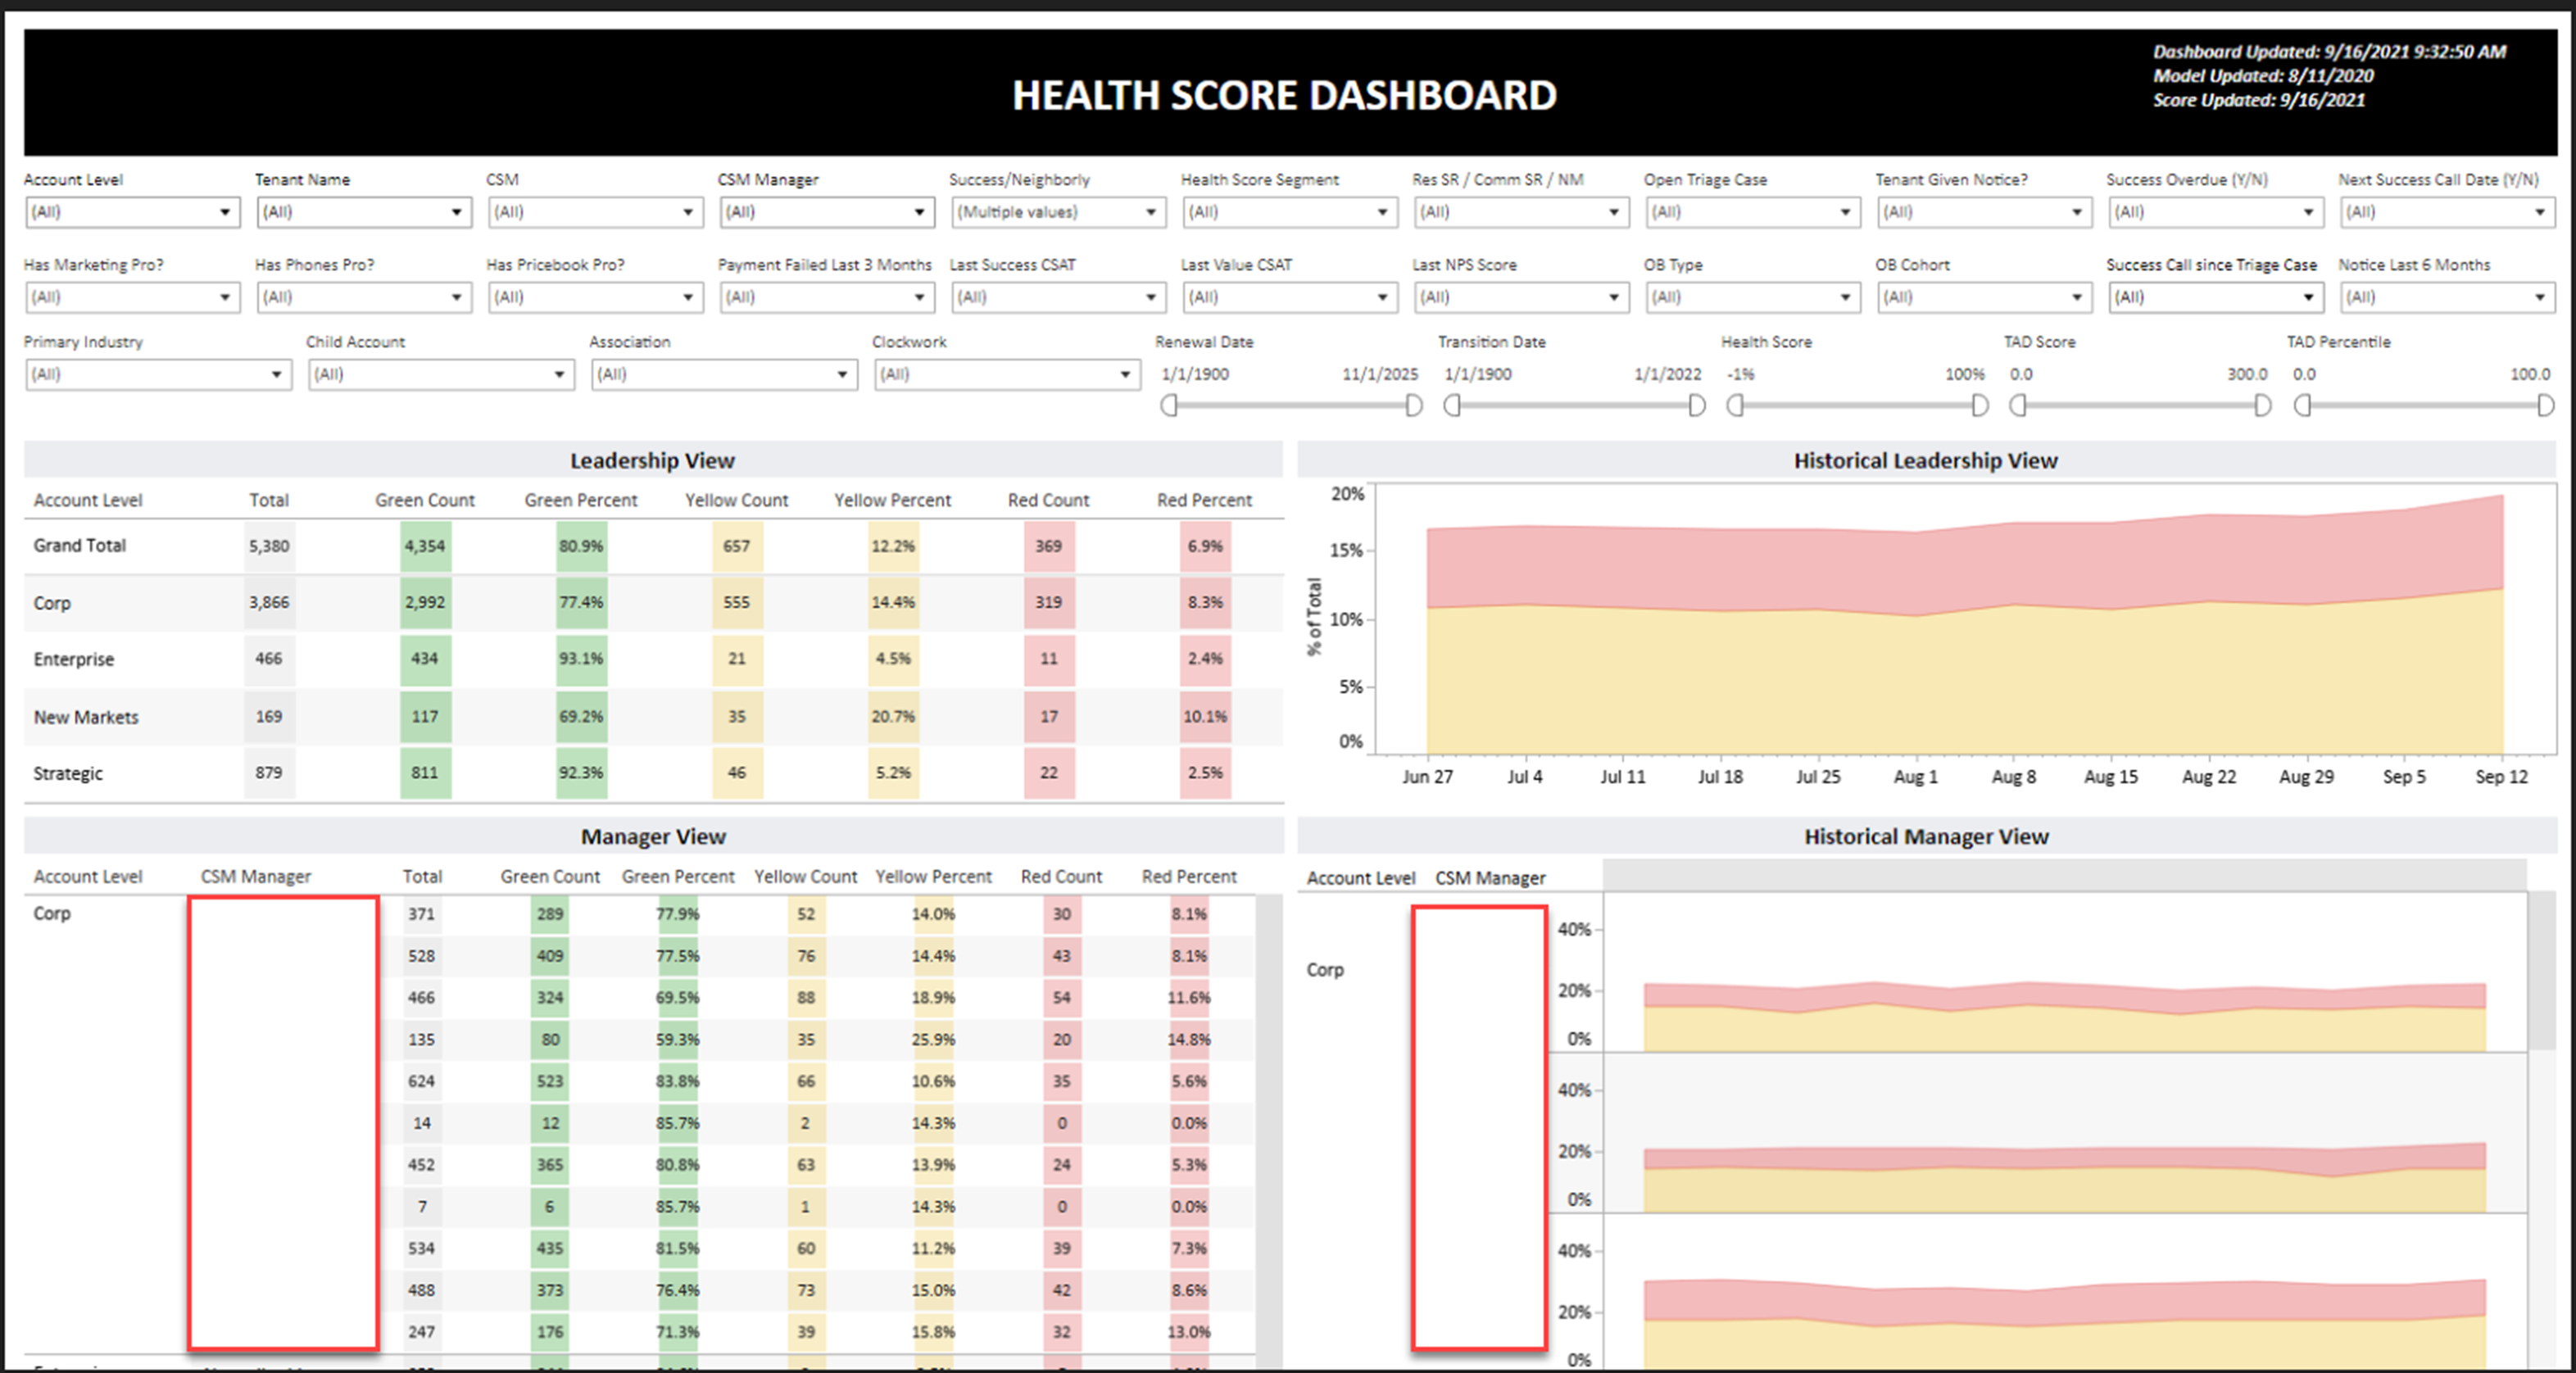 HEALTH SCORE DASHBOARD
Dashboard Updated: 9/16/2021 9:32:50 AM
Model Updated: 8/11/2020
Score Updated: 9/16/2021
Account Level Tenant Name CSM CSM Manager Success/Neighborly Health Score Segment Res SR / Comm SR / NM Open Triage Case Tenant Given Notice? Success Overdue (Y/N) Next Success Call Date (Y/N)
(All) (All) (All) (All) (Multiple values) (All) (All) (All) (All) (All) (All)
Has Marketing Pro? Has Phones Pro? Has Pricebook Pro? Payment Failed Last 3 Months Last Success CSAT Last Value CSAT Last NPS Score OB Type OB Cohort Success Call since Triage Case Notice Last 6 Months
(All) (All) (All) (All) (All) (All) (All) (All) (All) (All) (All)
Primary Industry Child Account Association Clockwork Renewal Date Transition Date Health Score TAD Score TAD Percentile
(All) (All) (All) (All) 1/1/1900 11/1/2025 1/1/1900 1/1/2022 -1% 100% 0.0 300.0 0.0 100.0
Leadership View
Account Level Total Green Count Green Percent Yellow Count Yellow Percent Red Count Red Percent
Grand Total 5,380 4,354 80.9% 657 12.2% 369 6.9%
Corp 3,866 2,992 77.4% 555 14.4% 319 8.3%
Enterprise 466 434 93.1% 21 4.5% 11 2.4%
New Markets 169 117 69.2% 35 20.7% 17 10.1%
Strategic 879 811 92.3% 46 5.2% 22 2.5%
Historical Leadership View
% of Total
20%
15%
10%
5%
0%
Jun 27 Jul 4 Jul 11 Jul 18 Jul 25 Aug 1 Aug 8 Aug 15 Aug 22 Aug 29 Sep 5 Sep 12
Manager View
Account Level CSM Manager Total Green Count Green Percent Yellow Count Yellow Percent Red Count Red Percent
Corp 371 289 77.9% 52 14.0% 30 8.1%
528 409 77.5% 76 14.4% 43 8.1%
466 324 69.5% 88 18.9% 54 11.6%
135 80 59.3% 35 25.9% 20 14.8%
624 523 83.8% 66 10.6% 35 5.6%
14 12 85.7% 2 14.3% 0 0.0%
452 365 80.8% 63 13.9% 24 5.3%
7 6 85.7% 1 14.3% 0 0.0%
534 435 81.5% 60 11.2% 39 7.3%
488 373 76.4% 73 15.0% 42 8.6%
247 176 71.3% 39 15.8% 32 13.0%
Historical Manager View
Account Level CSM Manager
Corp
40%
20%
0%
40%
20%
0%
40%
20%
0%